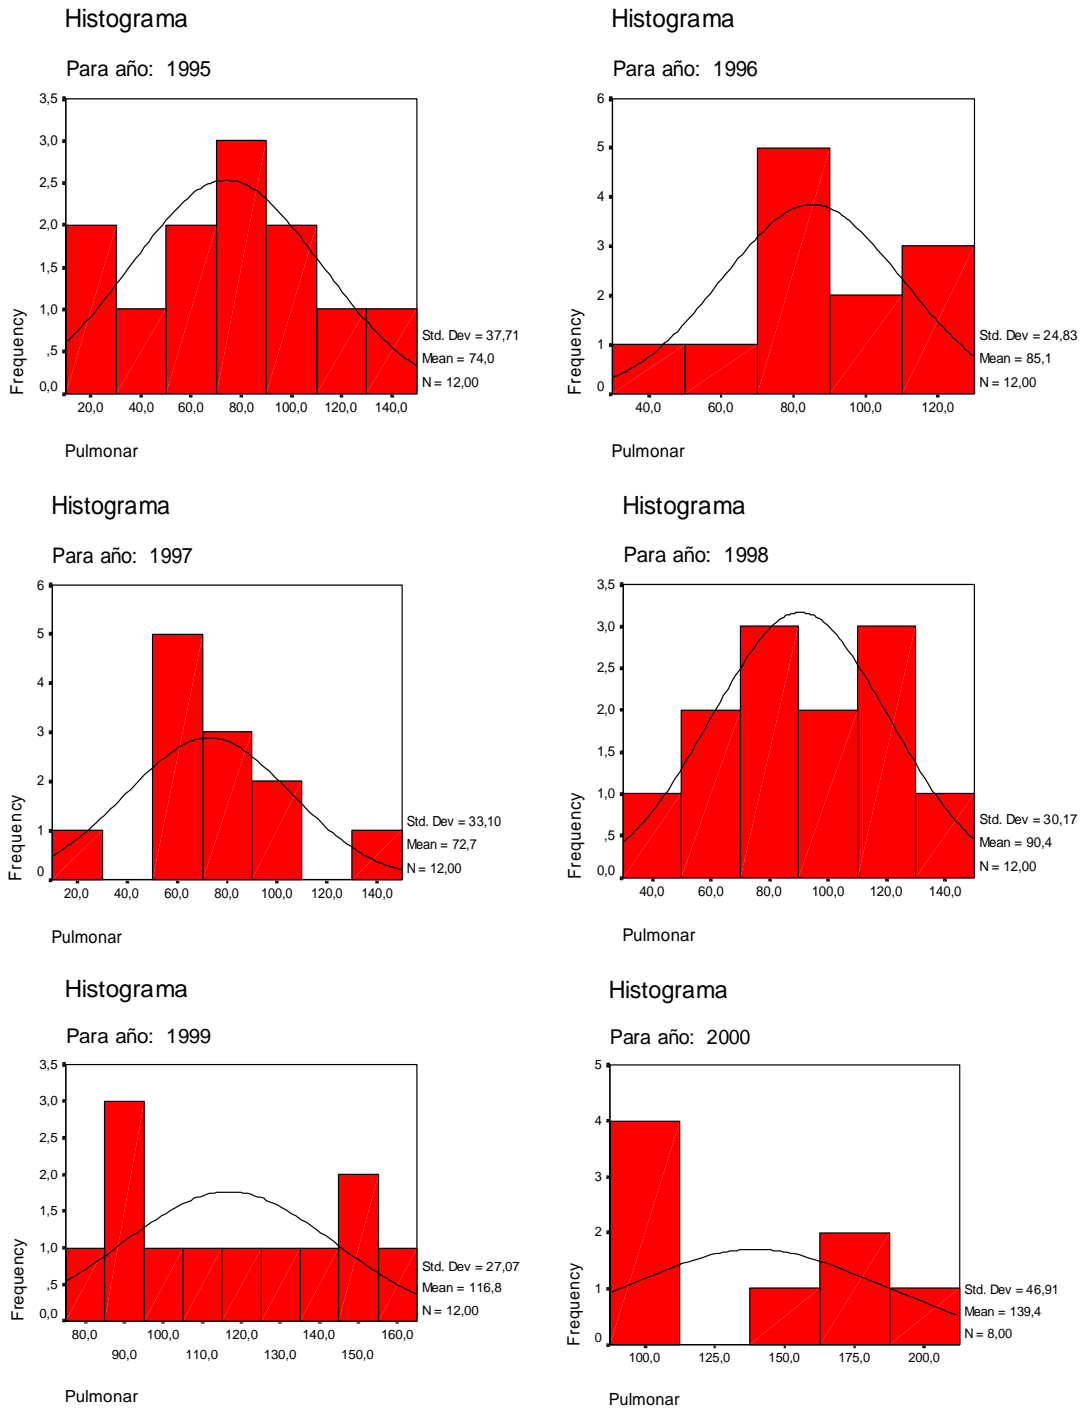 Histograma
Para año: 1995
3,5
3,0
2,5
2,0
1,5
1,0
,5
0,0
Frequency
20,0 40,0 60,0 80,0 100,0 120,0 140,0
Std. Dev = 37,71
Mean = 74,0
N = 12,00
Pulmonar
Histograma
Para año: 1996
6
5
4
3
2
1
0
Frequency
40,0 60,0 80,0 100,0 120,0
Std. Dev = 24,83
Mean = 85,1
N = 12,00
Pulmonar
Histograma
Para año: 1997
6
5
4
3
2
1
0
Frequency
20,0 40,0 60,0 80,0 100,0 120,0 140,0
Std. Dev = 33,10
Mean = 72,7
N = 12,00
Pulmonar
Histograma
Para año: 1998
3,5
3,0
2,5
2,0
1,5
1,0
,5
0,0
Frequency
40,0 60,0 80,0 100,0 120,0 140,0
Std. Dev = 30,17
Mean = 90,4
N = 12,00
Pulmonar
Histograma
Para año: 1999
3,5
3,0
2,5
2,0
1,5
1,0
,5
0,0
Frequency
80,0 100,0 120,0 140,0 160,0
90,0 110,0 130,0 150,0
Std. Dev = 27,07
Mean = 116,8
N = 12,00
Pulmonar
Histograma
Para año: 2000
5
4
3
2
1
0
Frequency
100,0 125,0 150,0 175,0 200,0
Std. Dev = 46,91
Mean = 139,4
N = 8,00
Pulmonar